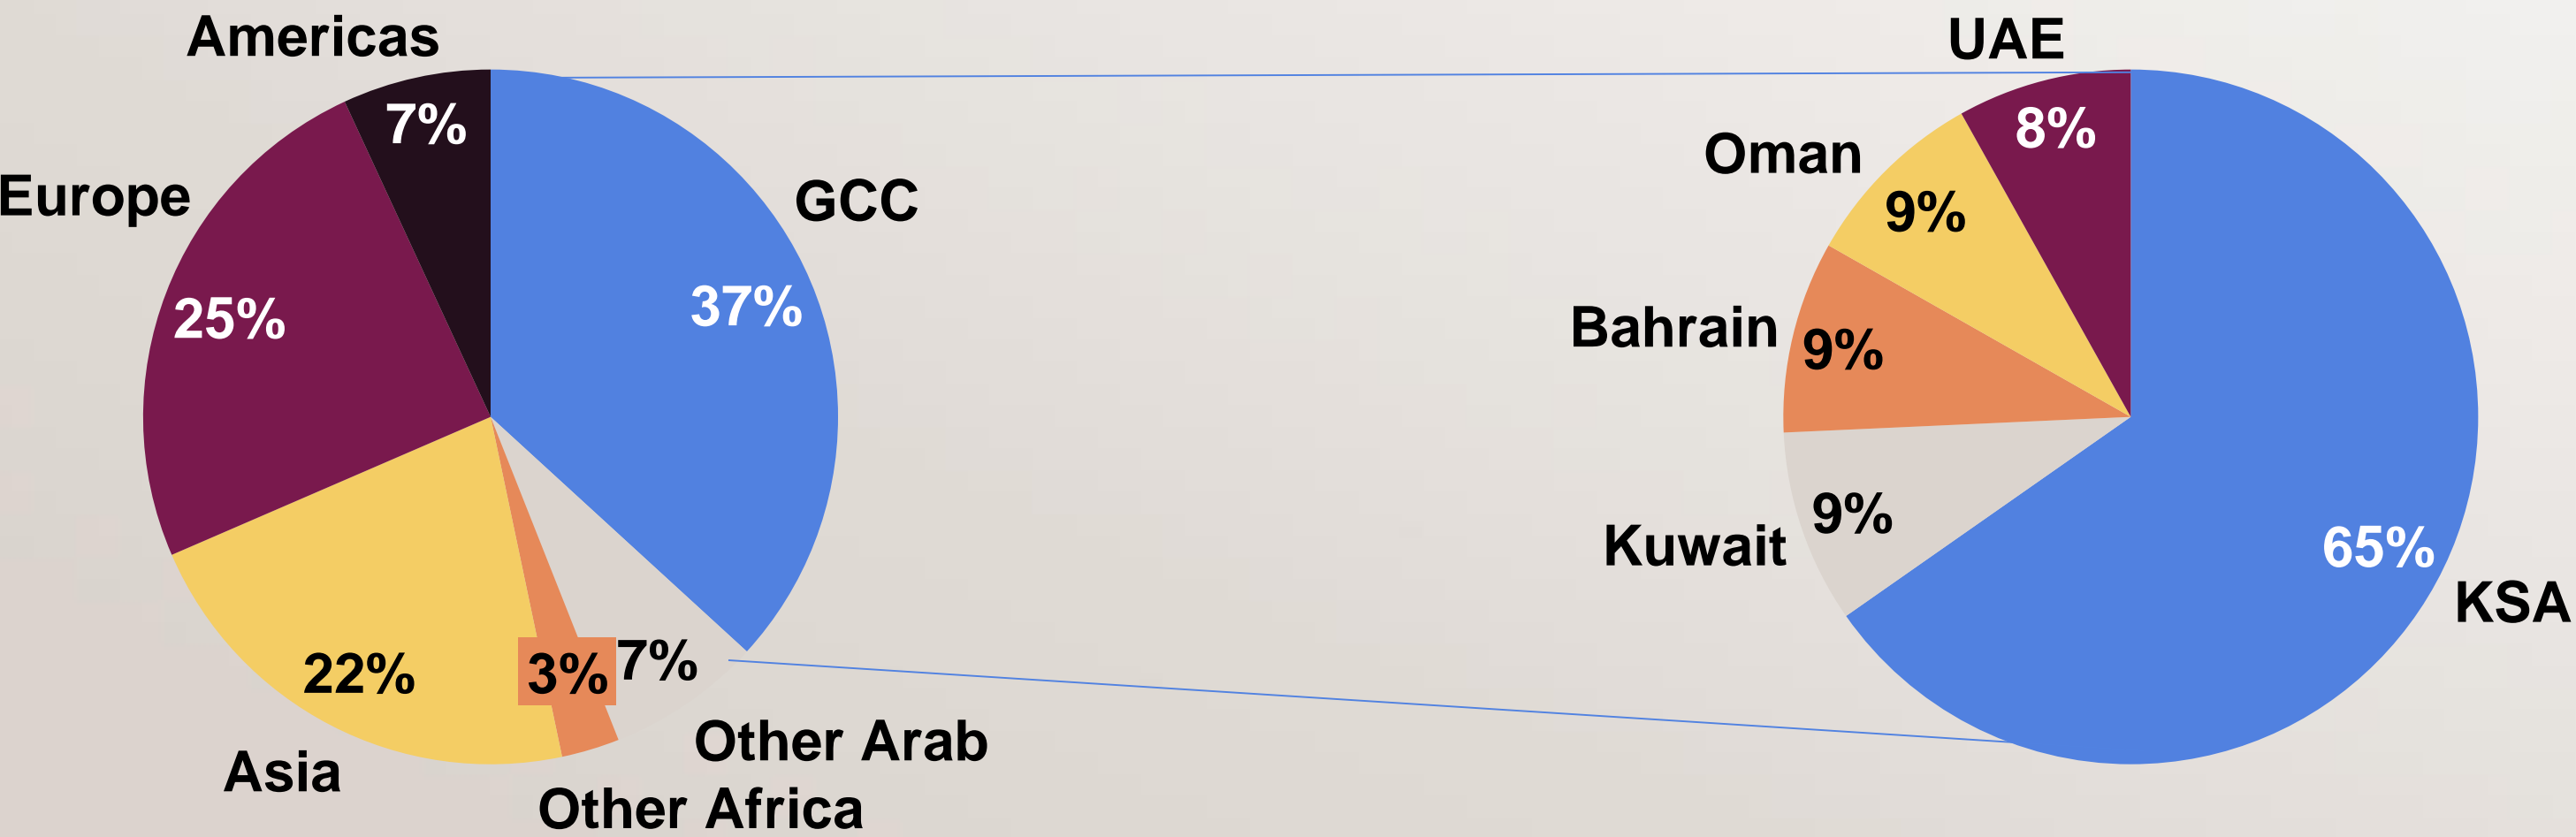 Americas
7%
Europe
25%
GCC
37%
22%
3%
7%
Other Arab
Asia
Other Africa
UAE
8%
Oman
9%
Bahrain
9%
Kuwait
9%
65%
KSA